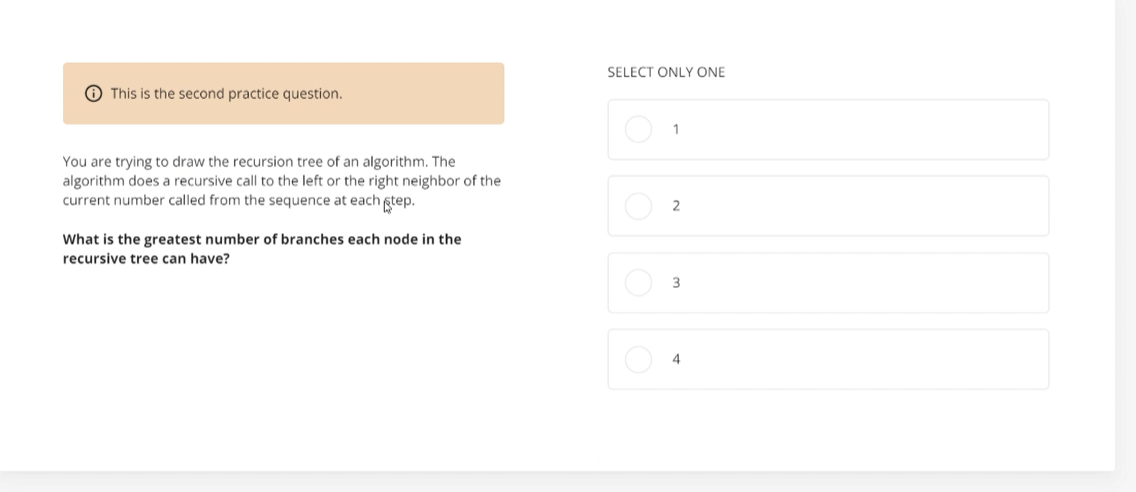 This is the second practice question.
You are trying to draw the recursion tree of an algorithm. The
algorithm does a recursive call to the left or the right neighbor of the
current number called from the sequence at each step.
What is the greatest number of branches each node in the
recursive tree can have?
SELECT ONLY ONE
1
2
3
4